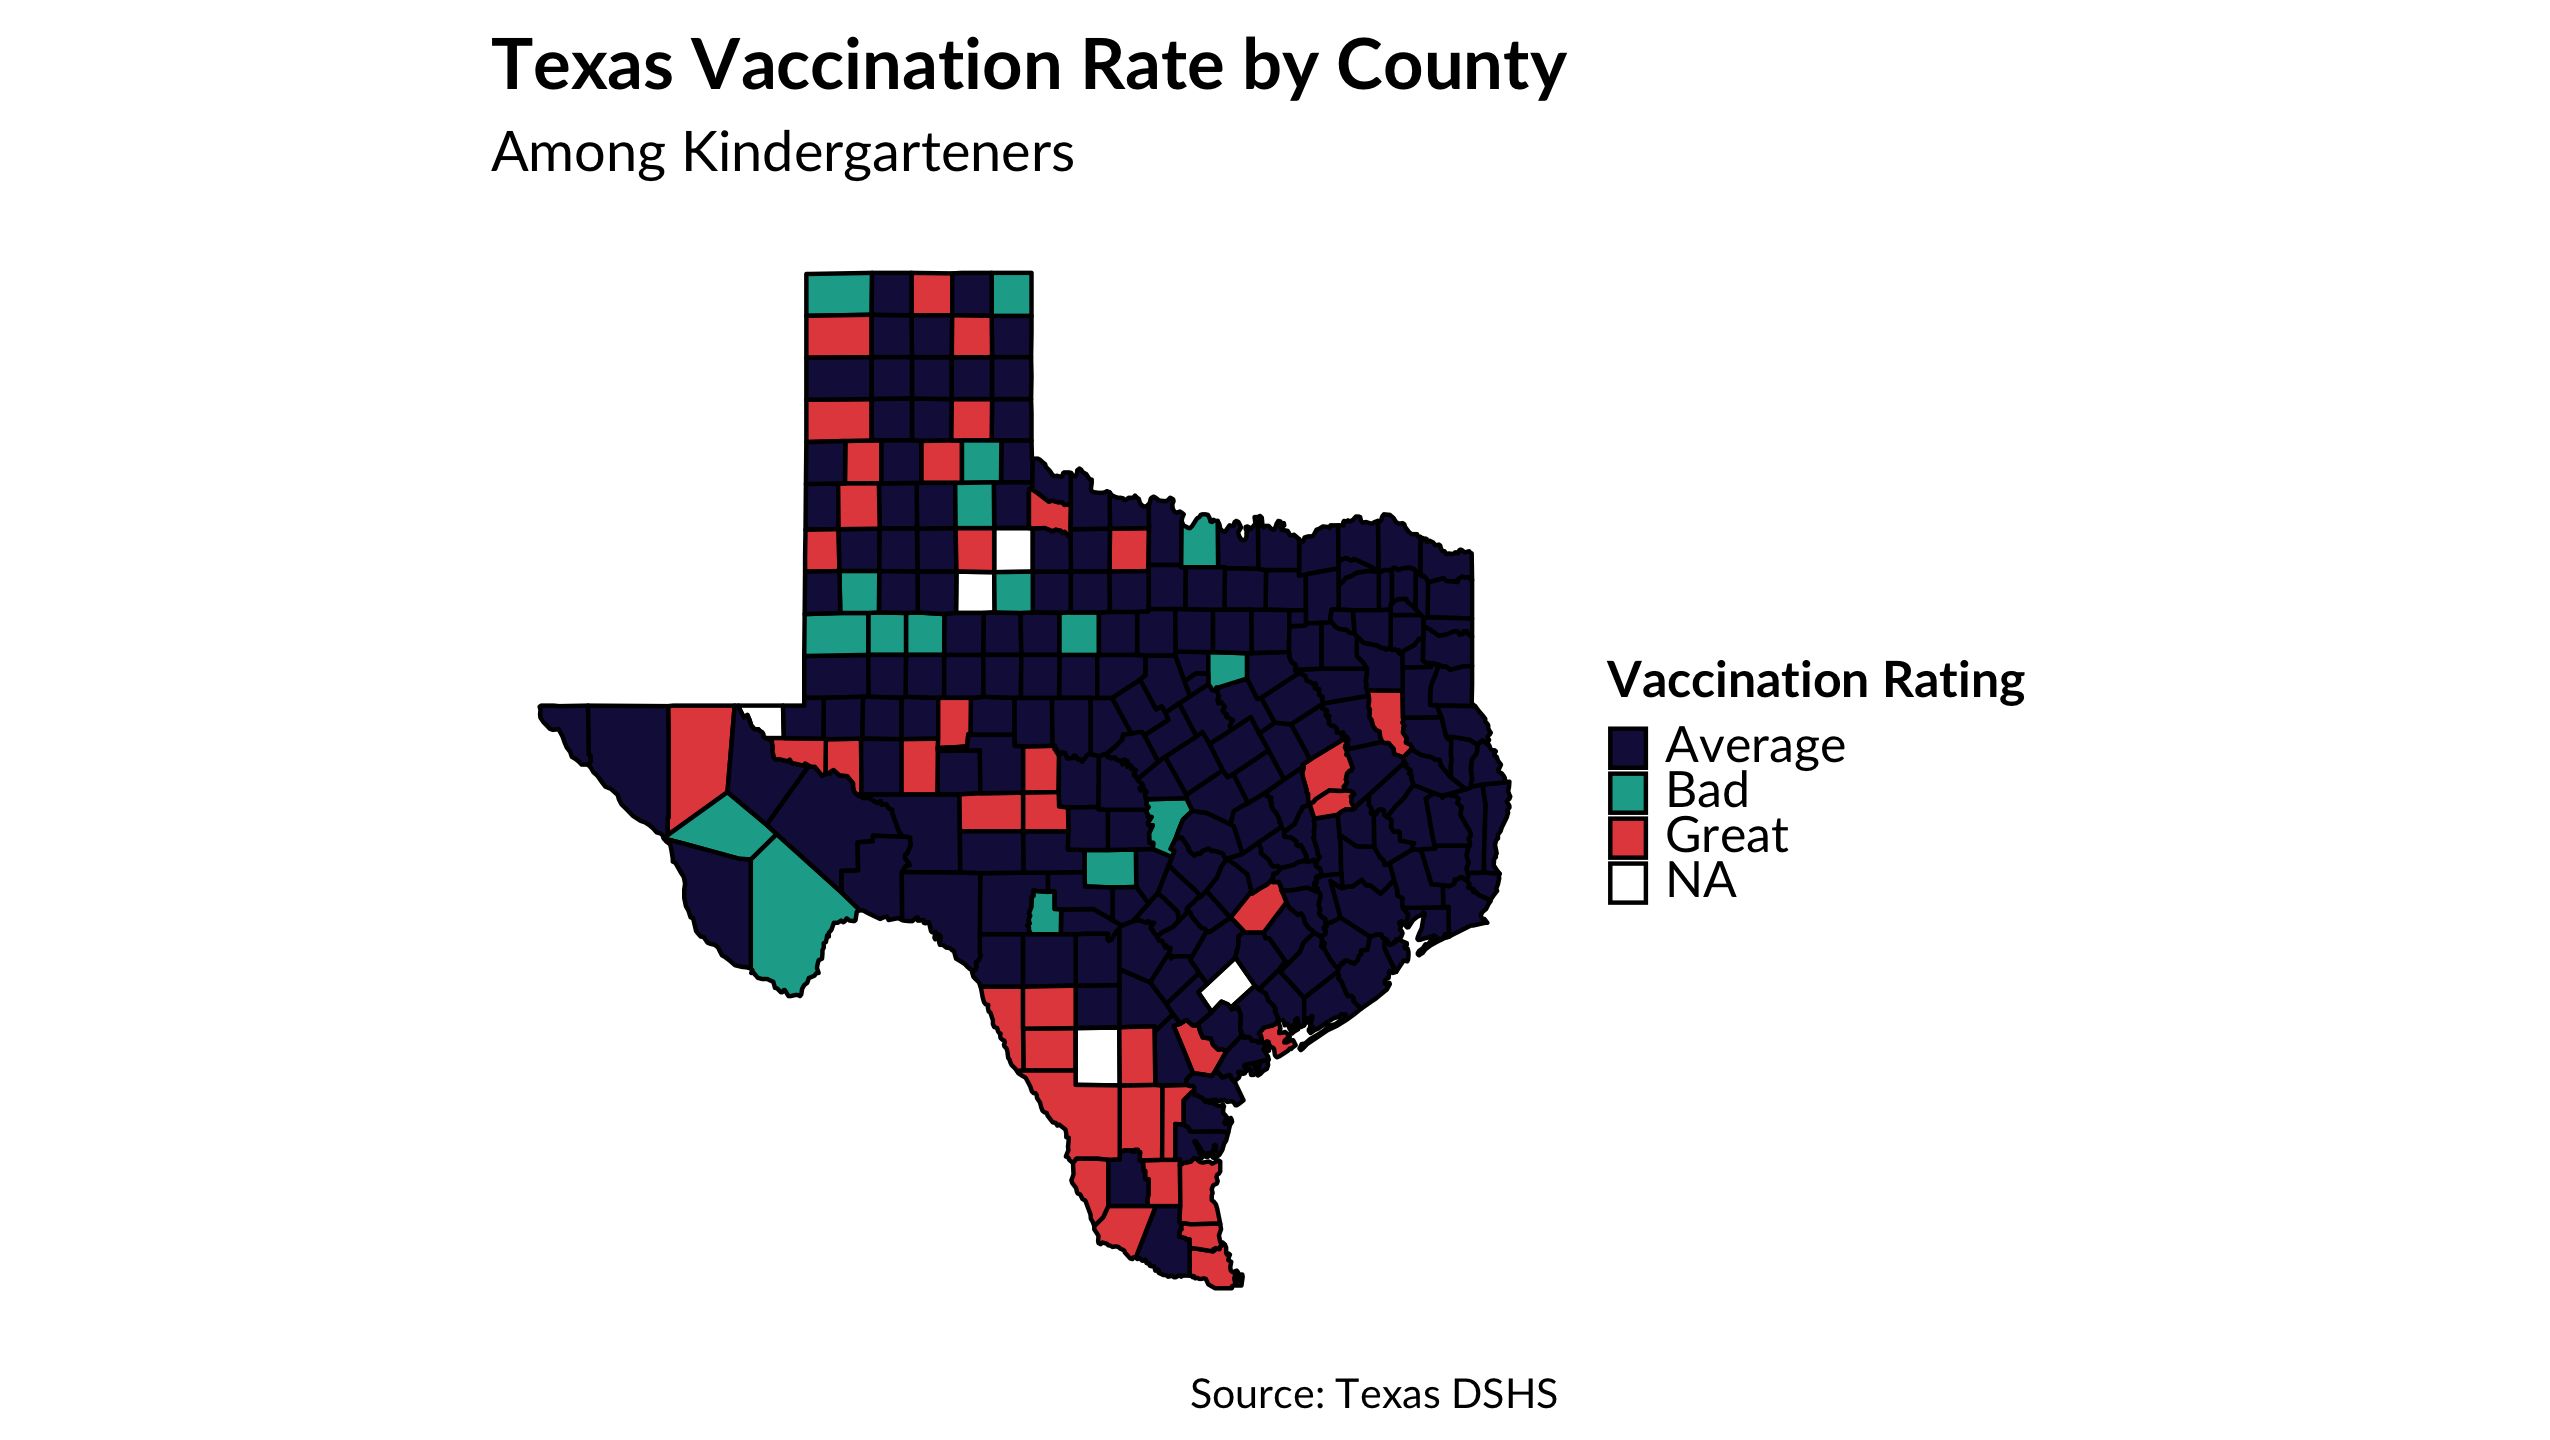 Texas Vaccination Rate by County
Among Kindergarteners
Vaccination Rating
Average
Bad
Great
NA
Source: Texas DSHS